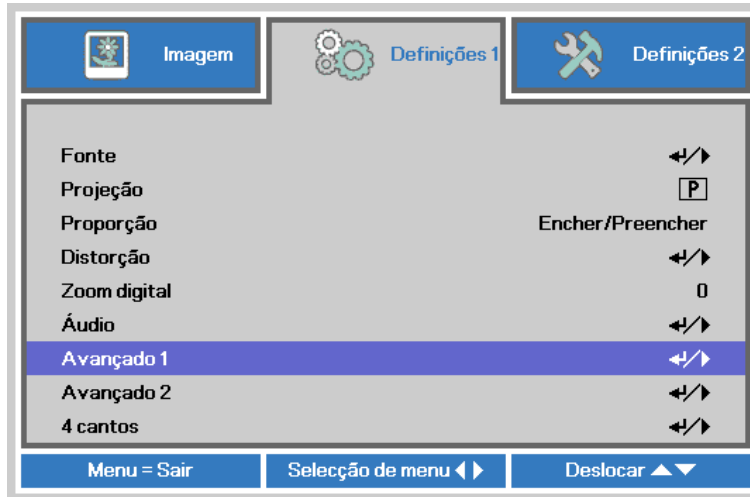 Imagem Definições 1 Definições 2
Fonte
Projeção P
Proporção Encher/Preencher
Distorção
Zoom digital 0
Áudio
Avançado 1
Avançado 2
4 cantos
Menu = Sair Selecção de menu Deslocar